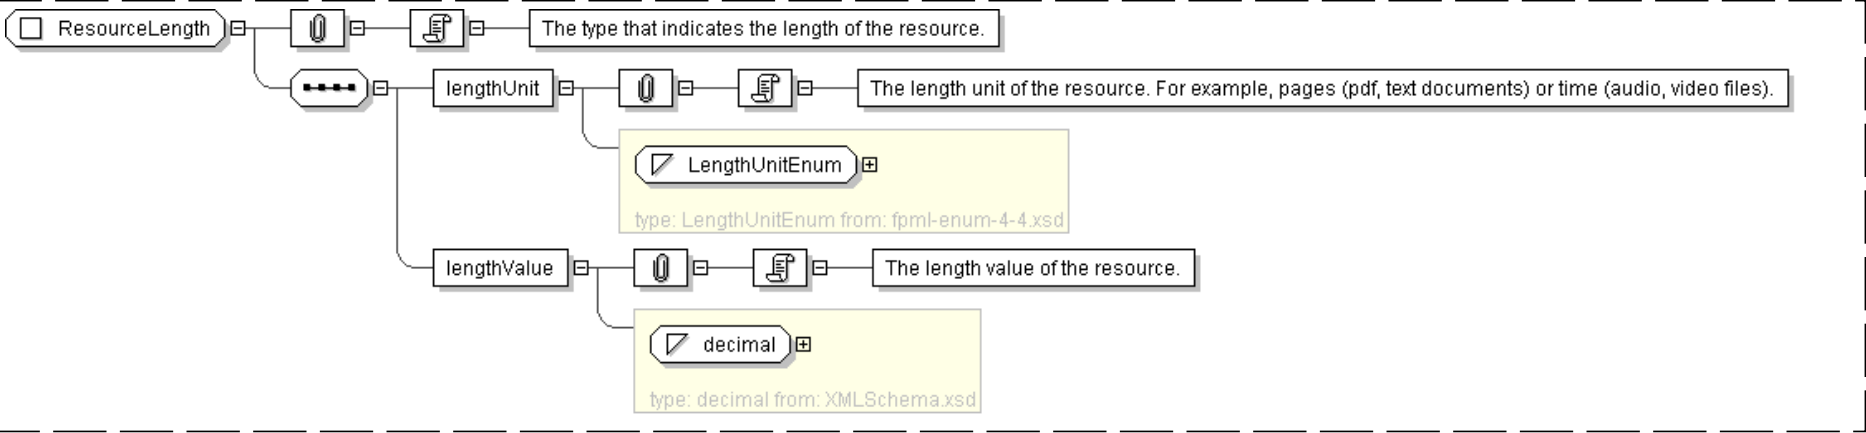 ResourceLength
The type that indicates the length of the resource.
lengthUnit
The length unit of the resource. For example, pages (pdf, text documents) or time (audio, video files).
LengthUnitEnum
type: LengthUnitEnum from: fpml-enum-4-4.xsd
lengthValue
The length value of the resource.
decimal
type: decimal from: XMLSchema.xsd